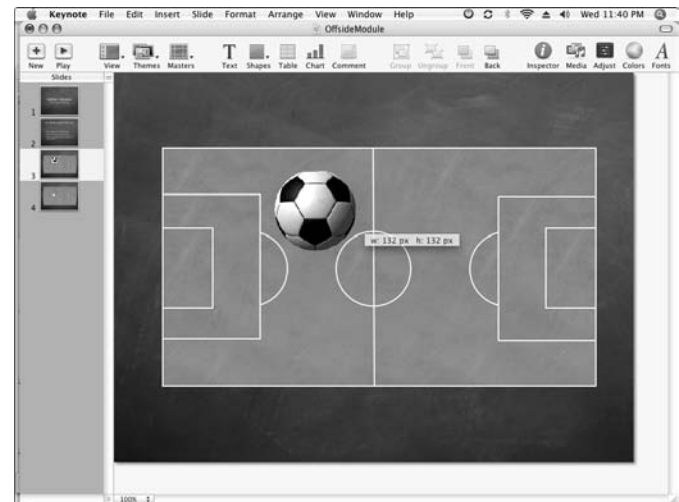 Keynote File Edit Insert Slide Format Arrange View Window Help Wed 11:40 PM
OffsideModule
New Play View Themes Masters Text Shapes Table Chart Comment Group Ungroup Front Back Inspector Media Adjust Colors Fonts
Slides
1
2
w: 132 px h: 132 px
3
4
100%